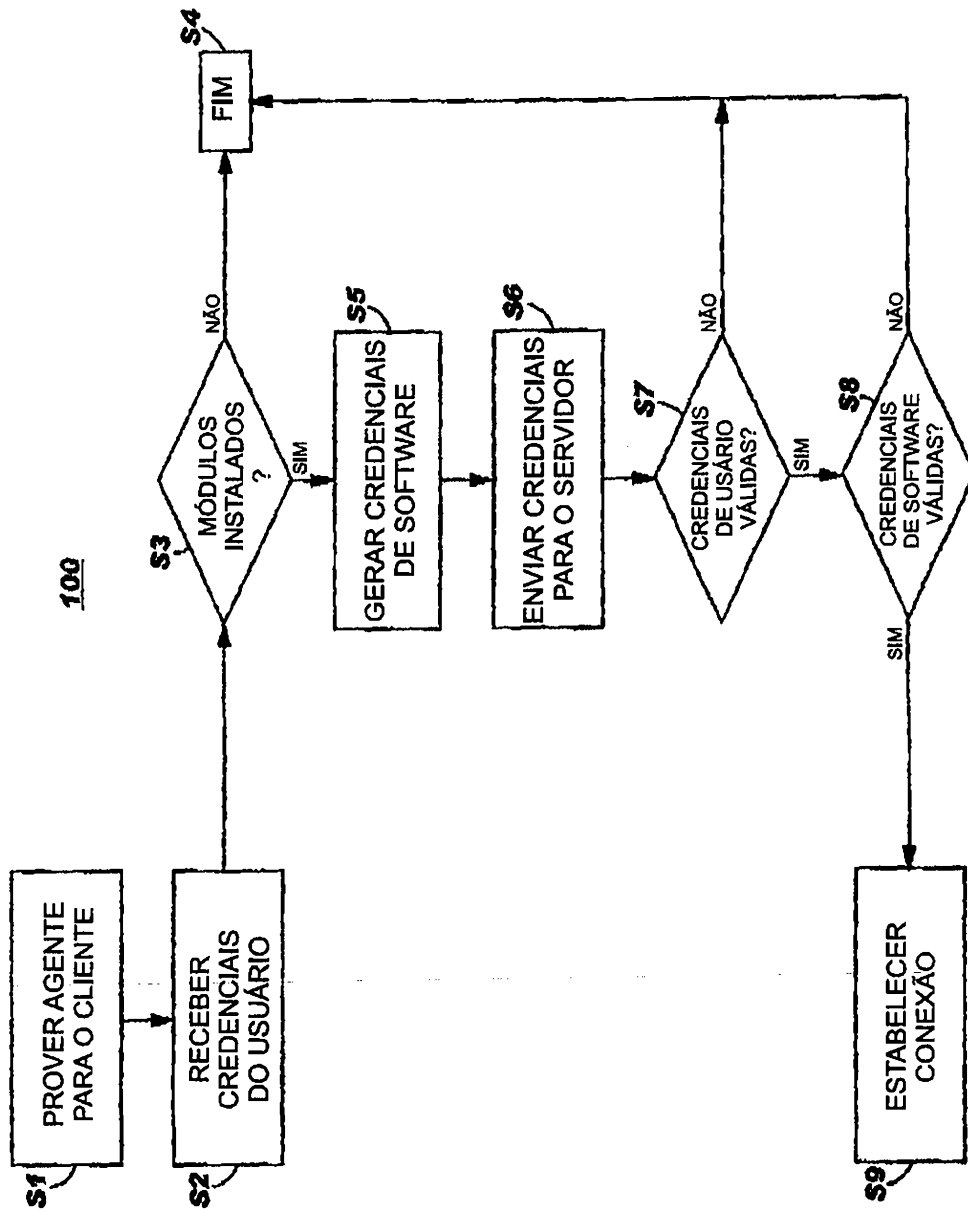 100
S1
PROVER AGENTE
PARA O CLIENTE
S2
RECEBER
CREDENCIAIS
DO USUÁRIO
S3
MÓDULOS
INSTALADOS
?
NÃO
SIM
S4
FIM
S5
GERAR CREDENCIAIS
DE SOFTWARE
S6
ENVIAR CREDENCIAIS
PARA O SERVIDOR
S7
CREDENCIAIS
DE USÁRIO
VÁLIDAS?
NÃO
SIM
S8
CREDENCIAIS
DE SOFTWARE
VÁLIDAS?
NÃO
SIM
S9
ESTABELECER
CONEXÃO